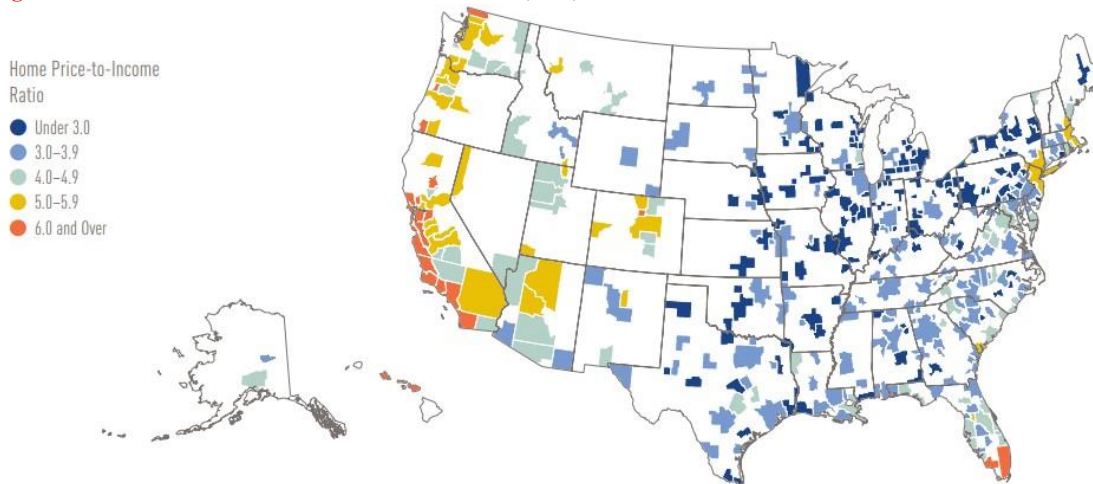 Home Price-to-Income
Ratio
Under 3.0
3.0–3.9
4.0–4.9
5.0–5.9
6.0 and Over